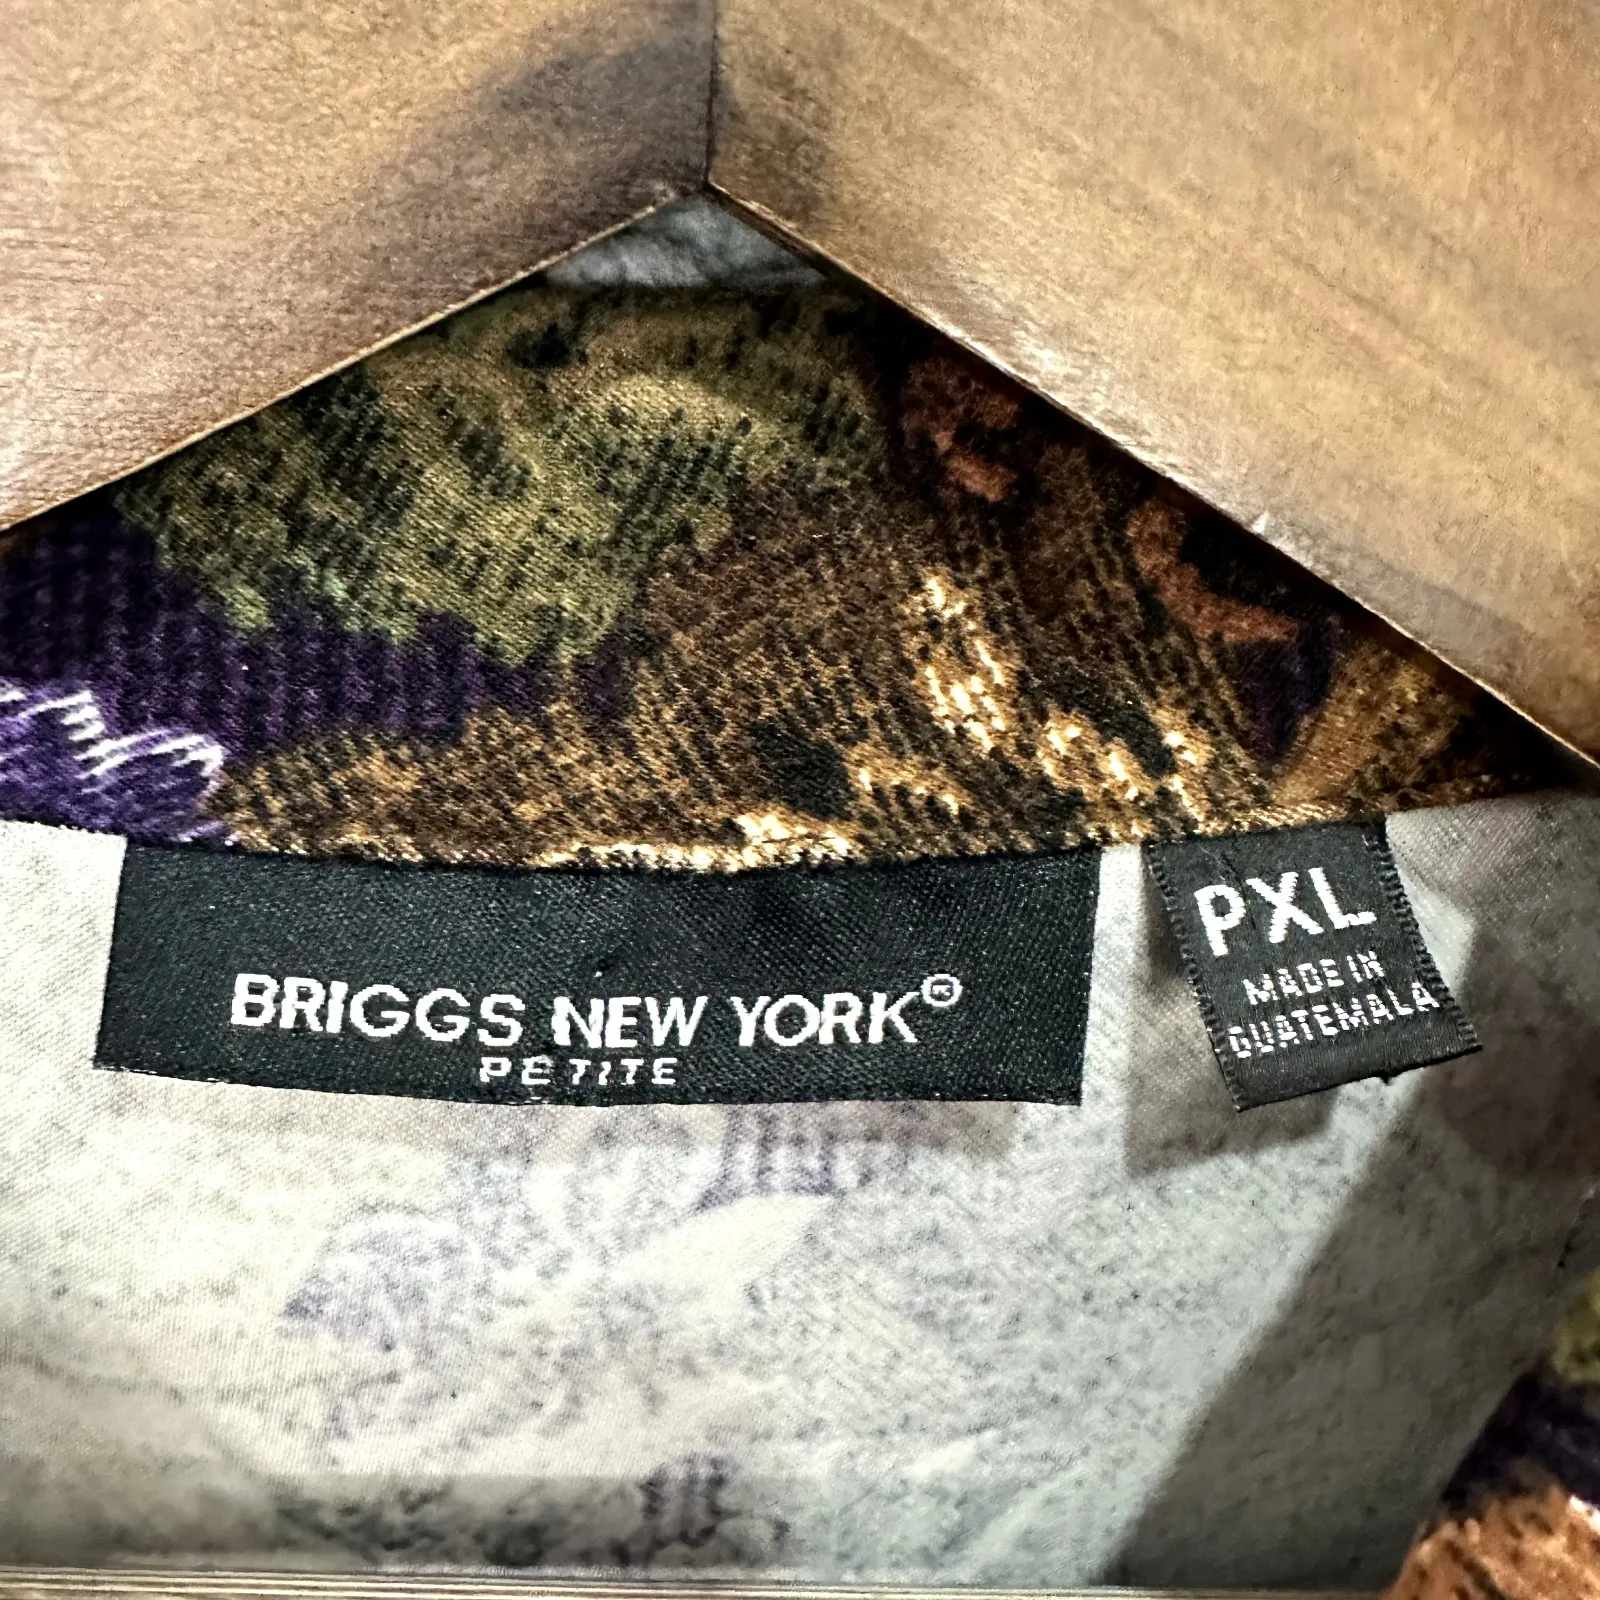 BRIGGS NEW YORK®
PETITE
PXL
MADE IN
GUATEMALA